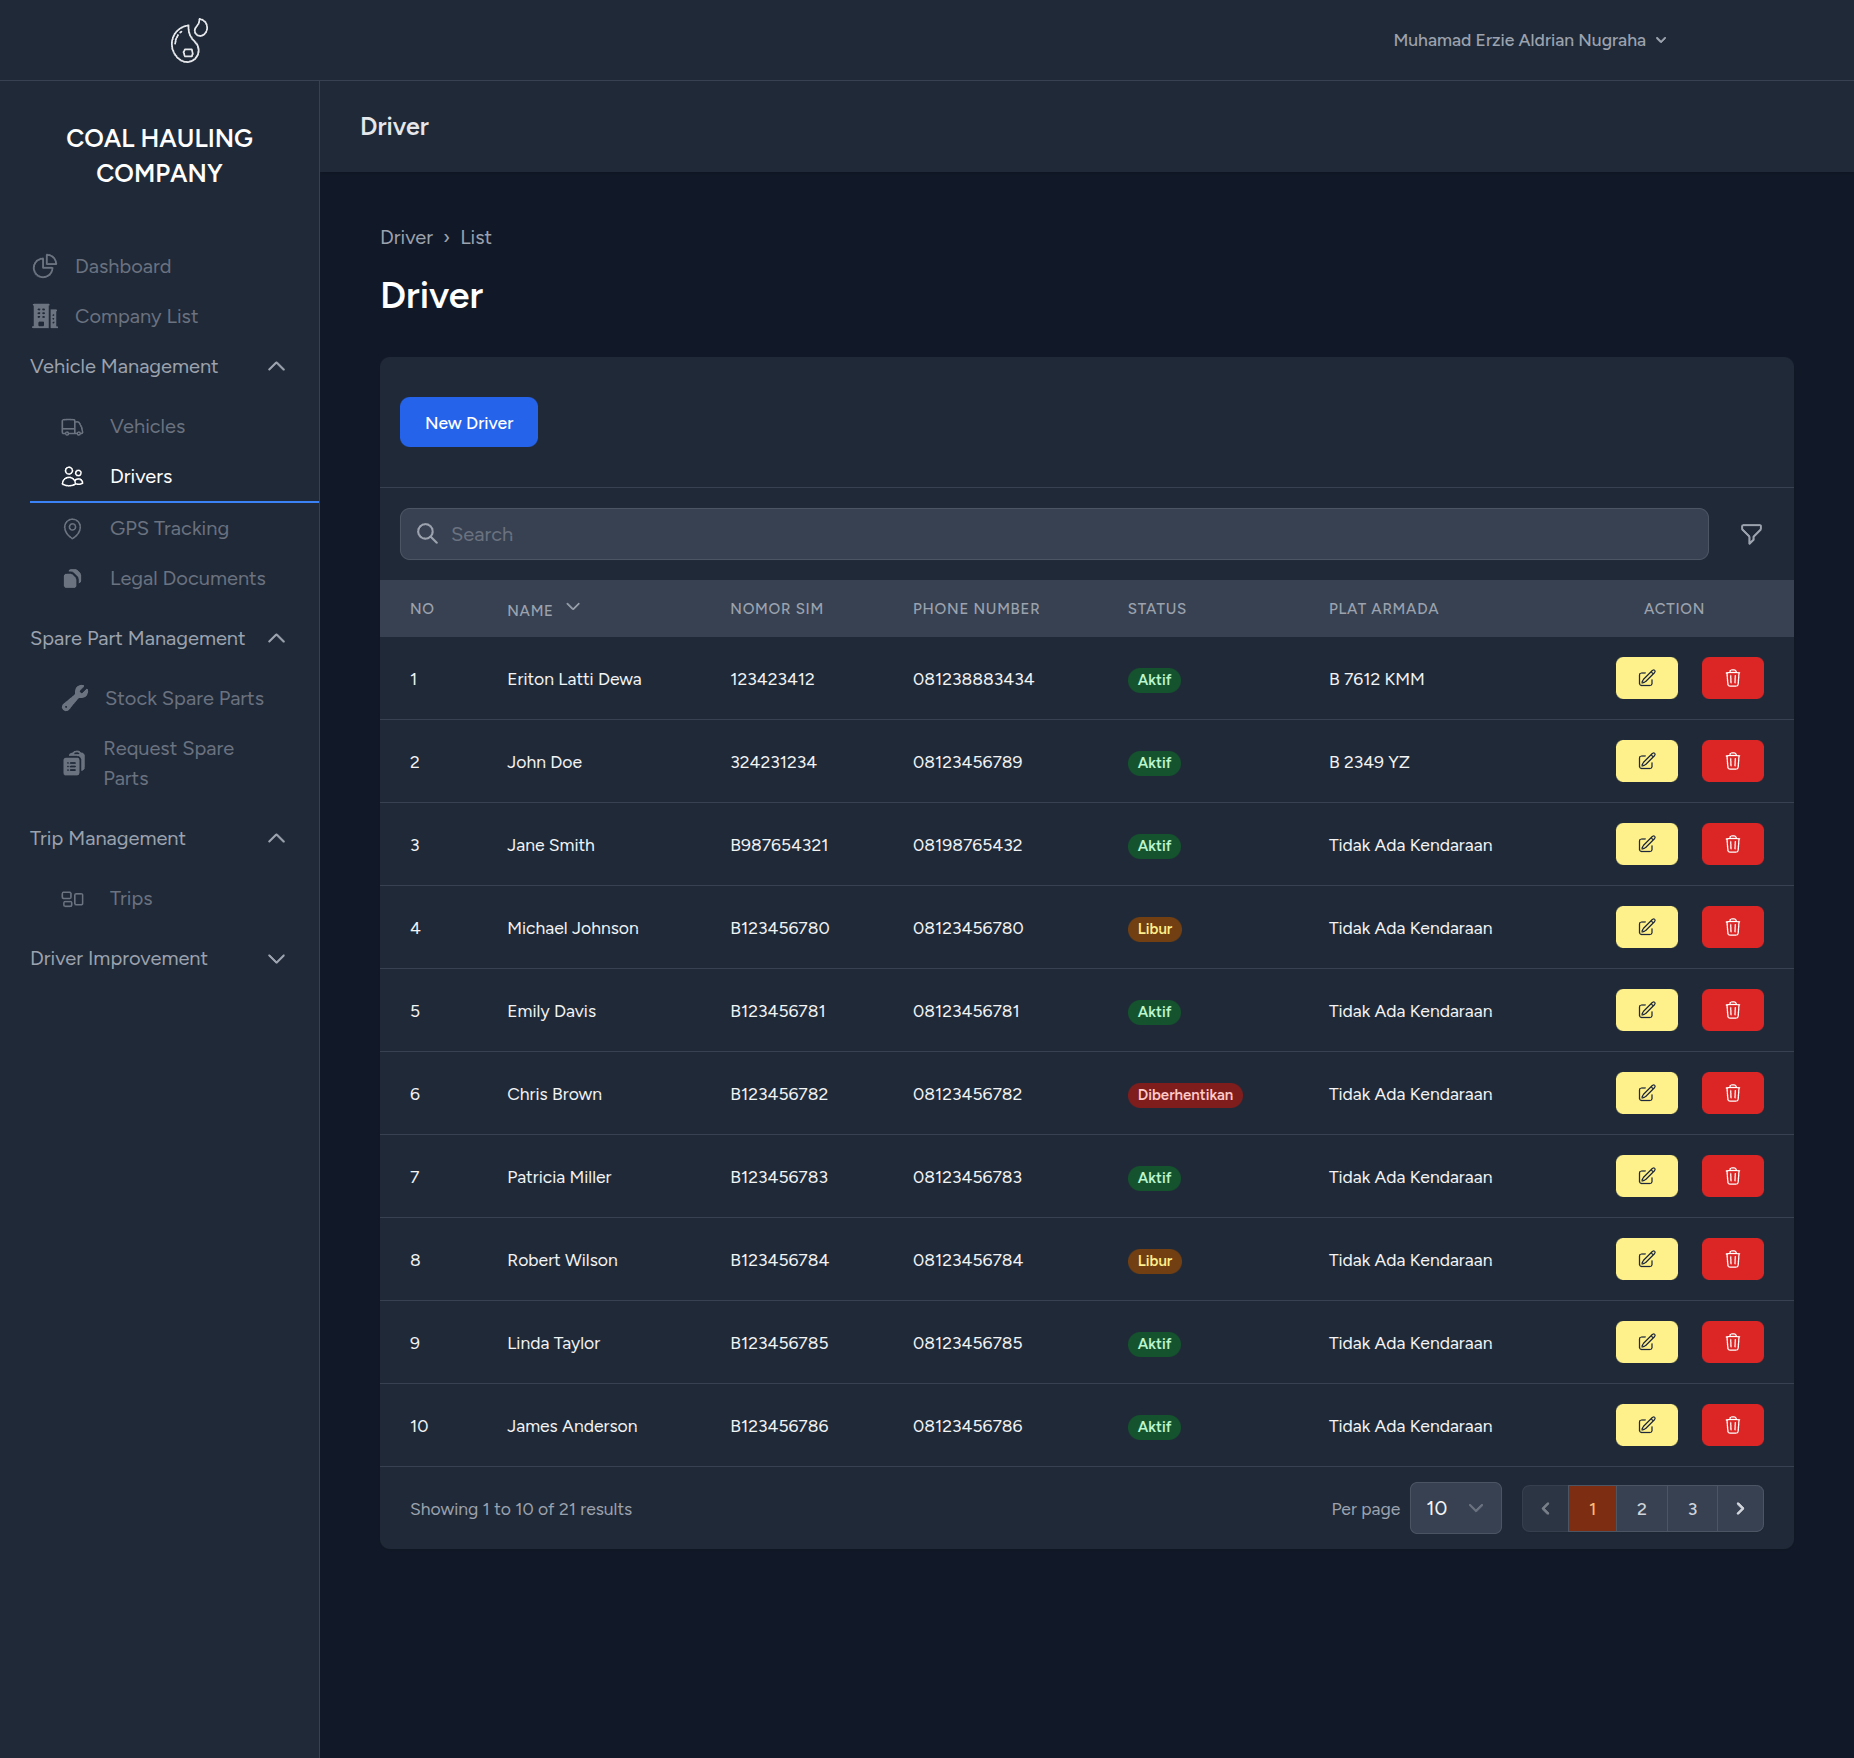 Muhamad Erzie Aldrian Nugraha
COAL HAULING
COMPANY
Dashboard
Company List
Vehicle Management
Vehicles
Drivers
GPS Tracking
Legal Documents
Spare Part Management
Stock Spare Parts
Request Spare
Parts
Trip Management
Trips
Driver Improvement
Driver
Driver › List
Driver
New Driver
Search
NO NAME NOMOR SIM PHONE NUMBER STATUS PLAT ARMADA ACTION
1 Eriton Latti Dewa 123423412 081238883434 Aktif B 7612 KMM
2 John Doe 324231234 08123456789 Aktif B 2349 YZ
3 Jane Smith B987654321 08198765432 Aktif Tidak Ada Kendaraan
4 Michael Johnson B123456780 08123456780 Libur Tidak Ada Kendaraan
5 Emily Davis B123456781 08123456781 Aktif Tidak Ada Kendaraan
6 Chris Brown B123456782 08123456782 Diberhentikan Tidak Ada Kendaraan
7 Patricia Miller B123456783 08123456783 Aktif Tidak Ada Kendaraan
8 Robert Wilson B123456784 08123456784 Libur Tidak Ada Kendaraan
9 Linda Taylor B123456785 08123456785 Aktif Tidak Ada Kendaraan
10 James Anderson B123456786 08123456786 Aktif Tidak Ada Kendaraan
Showing 1 to 10 of 21 results Per page 10 1 2 3